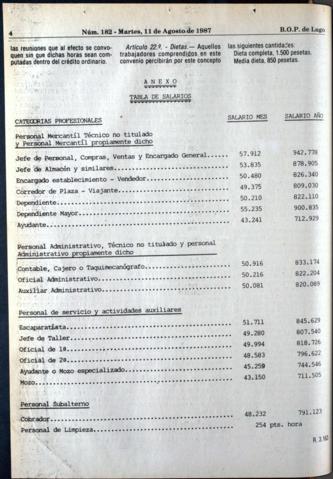 4
Núm. 182 - Martes, 11 de Agosto de 1987
B.O.P. de Lugo
las reuniones que al efecto se convo-
quen sin que dichas horas sean com-
putadas dentro del crédito ordinario.
Artículo 22.º. - Dietas.— Aquellos
trabajadores comprendidos en este
convenio percibirán por este concepto
las siguientes cantidades:
Dieta completa, 1.500 pesetas.
Media dieta, 850 pesetas.
ANEXO
TABLA DE SALARIOS
CATEGORIAS PROFESIONALES SALARIO MES SALARIO AÑO
Personal Mercantil Técnico no titulado
y Personal Mercantil propiamente dicho
Jefe de Personal, Compras, Ventas y Encargado General...... 57.912 942.778
Jefe de Almacén y similares................ 53.835 878.905
Encargado establecimiento - Vendedor................ 50.480 826.340
Corredor de Plaza - Viajante................ 49.375 809.030
Dependiente................ 50.210 822.110
Dependiente Mayor................ 55.235 900.835
Ayudante................ 43.241 712.929
Personal Administrativo, Técnico no titulado y personal
Administrativo propiamente dicho
Contable, Cajero o Taquimecanógrafo................ 50.916 833.174
Oficial Administrativo................ 50.216 822.204
Auxiliar Administrativo................ 50.081 820.089
Personal de servicio y actividades auxiliares
Escaparatista................ 51.711 845.629
Jefe de Taller................ 49.280 807.540
Oficial de 1ª................ 49.994 818.726
Oficial de 2ª................ 48.583 796.622
Ayudante o Mozo especializado................ 45.259 744.546
Mozo................ 43.150 711.505
Personal Subalterno
Cobrador................ 48.232 791.123
Personal de Limpieza................ 254 pts. hora